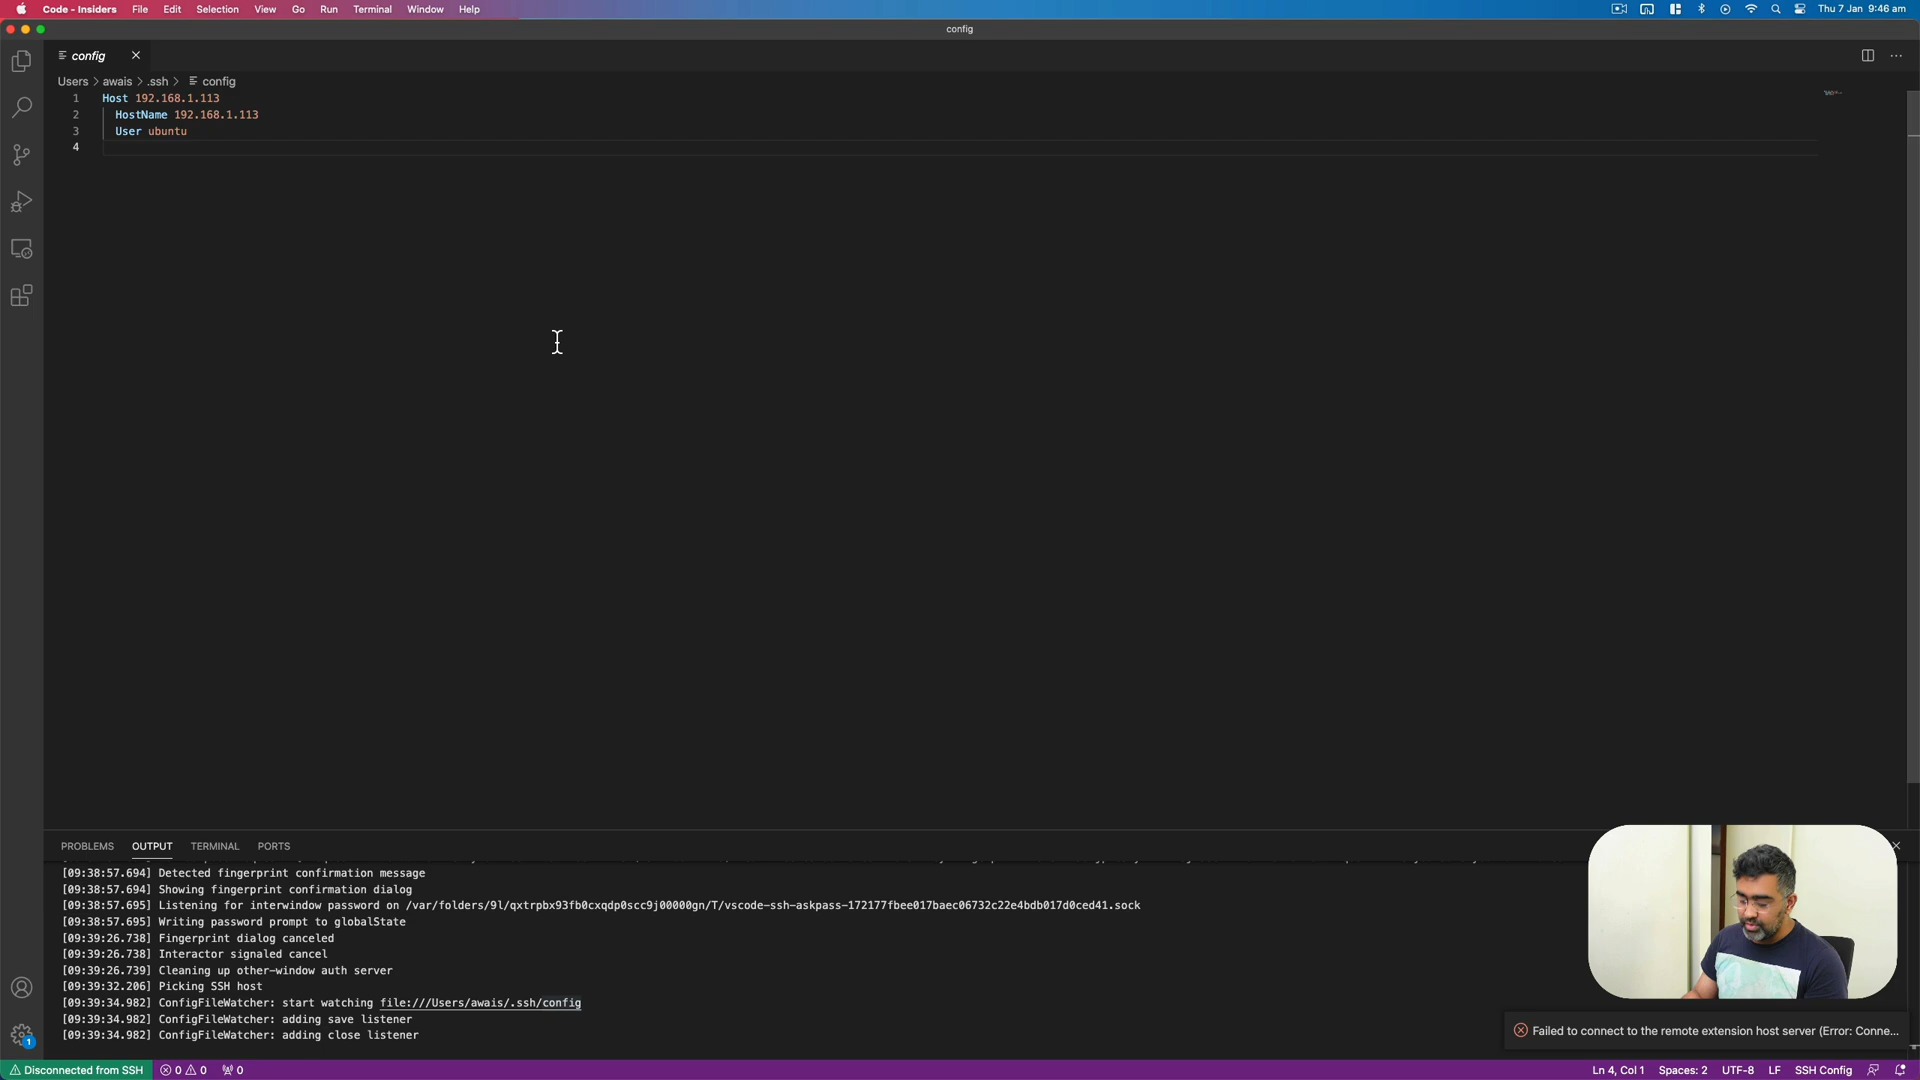 Code - Insiders File Edit Selection View Go Run Terminal Window Help Thu 7 Jan 9:46 am
config
config
Users > awais > .ssh > config
1 Host 192.168.1.113
2 HostName 192.168.1.113
3 User ubuntu
4
PROBLEMS OUTPUT TERMINAL PORTS
[09:38:57.694] Detected fingerprint confirmation message
[09:38:57.694] Showing fingerprint confirmation dialog
[09:38:57.695] Listening for interwindow password on /var/folders/9l/qxtrpbx93fb0cxqdp0scc9j00000gn/T/vscode-ssh-askpass-172177fbee017baec06732c22e4bdb017d0ced41.sock
[09:38:57.695] Writing password prompt to globalState
[09:39:26.738] Fingerprint dialog canceled
[09:39:26.738] Interactor signaled cancel
[09:39:26.739] Cleaning up other-window auth server
[09:39:32.206] Picking SSH host
[09:39:34.982] ConfigFileWatcher: start watching file:///Users/awais/.ssh/config
[09:39:34.982] ConfigFileWatcher: adding save listener
[09:39:34.982] ConfigFileWatcher: adding close listener
Failed to connect to the remote extension host server (Error: Conne...
1
Disconnected from SSH 0 0 0 Ln 4, Col 1 Spaces: 2 UTF-8 LF SSH Config